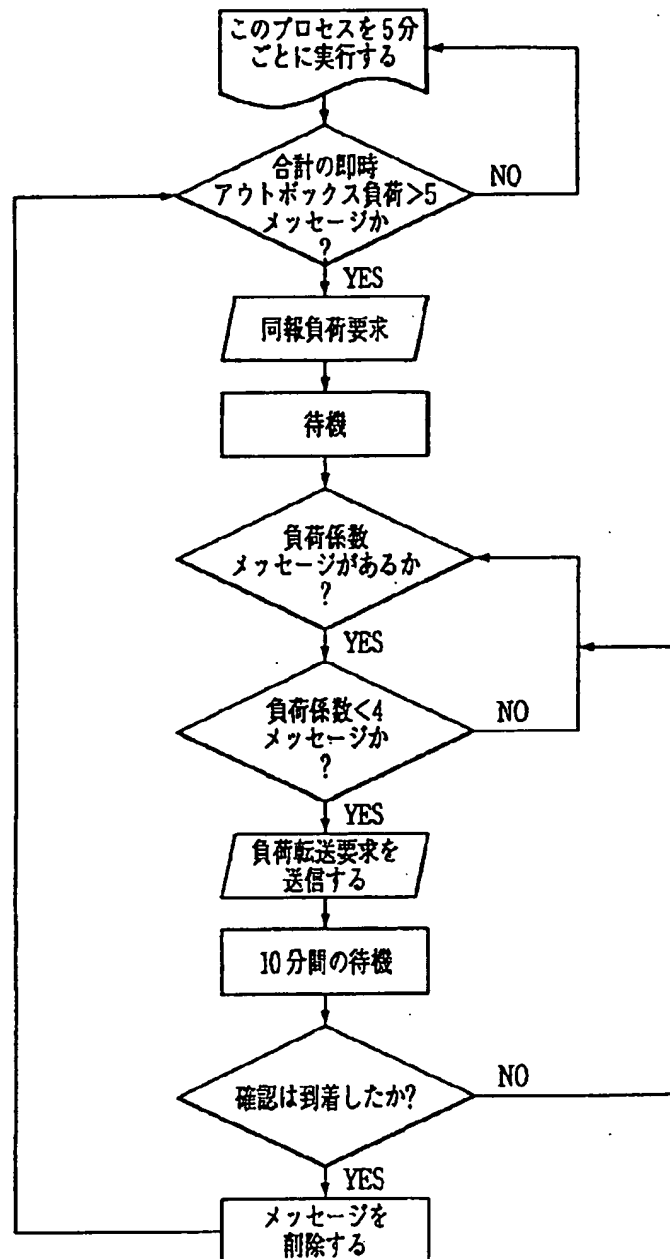 このプロセスを5分
ごとに実行する
合計の即時
アウトボックス負荷>5
メッセージか
?
NO
YES
同報負荷要求
待機
負荷係数
メッセージがあるか
?
YES
負荷係数<4
メッセージか
?
NO
YES
負荷転送要求を
送信する
10分間の待機
確認は到着したか?
NO
YES
メッセージを
削除する